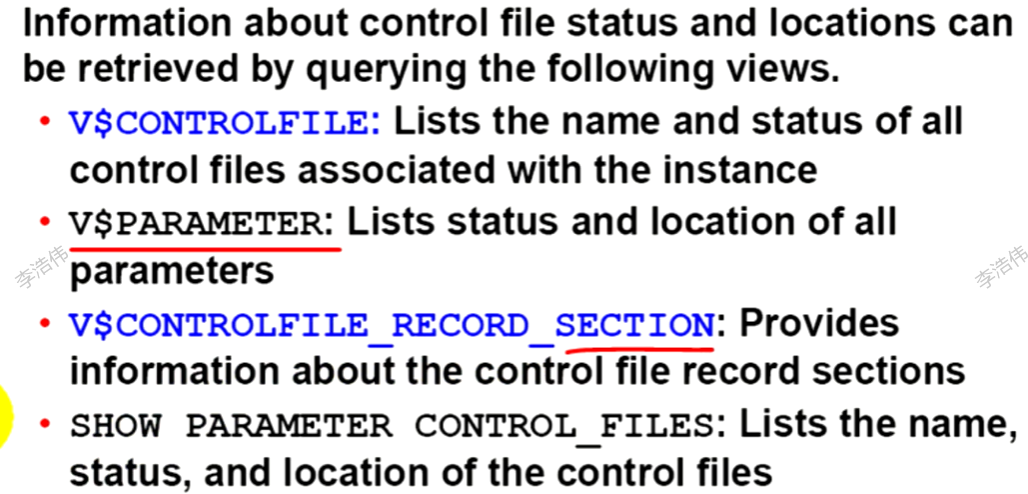 Information about control file status and locations can
be retrieved by querying the following views.
• V$CONTROLFILE: Lists the name and status of all
control files associated with the instance
• V$PARAMETER: Lists status and location of all
parameters
李浩伟
李浩伟
• V$CONTROLFILE_RECORD_SECTION: Provides
information about the control file record sections
• SHOW PARAMETER CONTROL_FILES: Lists the name,
status, and location of the control files